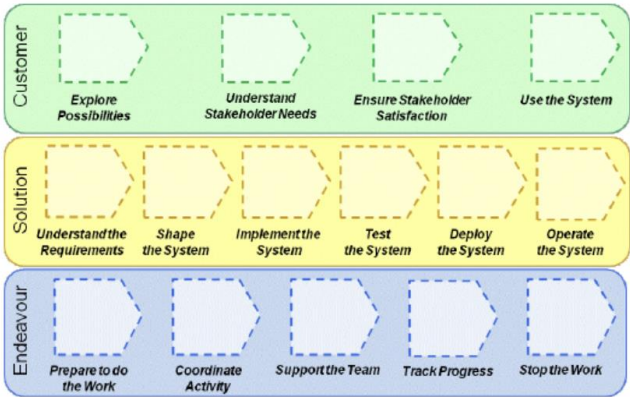 Customer
Explore
Possibilities
Understand
Stakeholder Needs
Ensure Stakeholder
Satisfaction
Use the System
Solution
Understand the
Requirements
Shape
the System
Implement the
System
Test
the System
Deploy
the System
Operate
the System
Endeavour
Prepare to do
the Work
Coordinate
Activity
Support the Team
Track Progress
Stop the Work